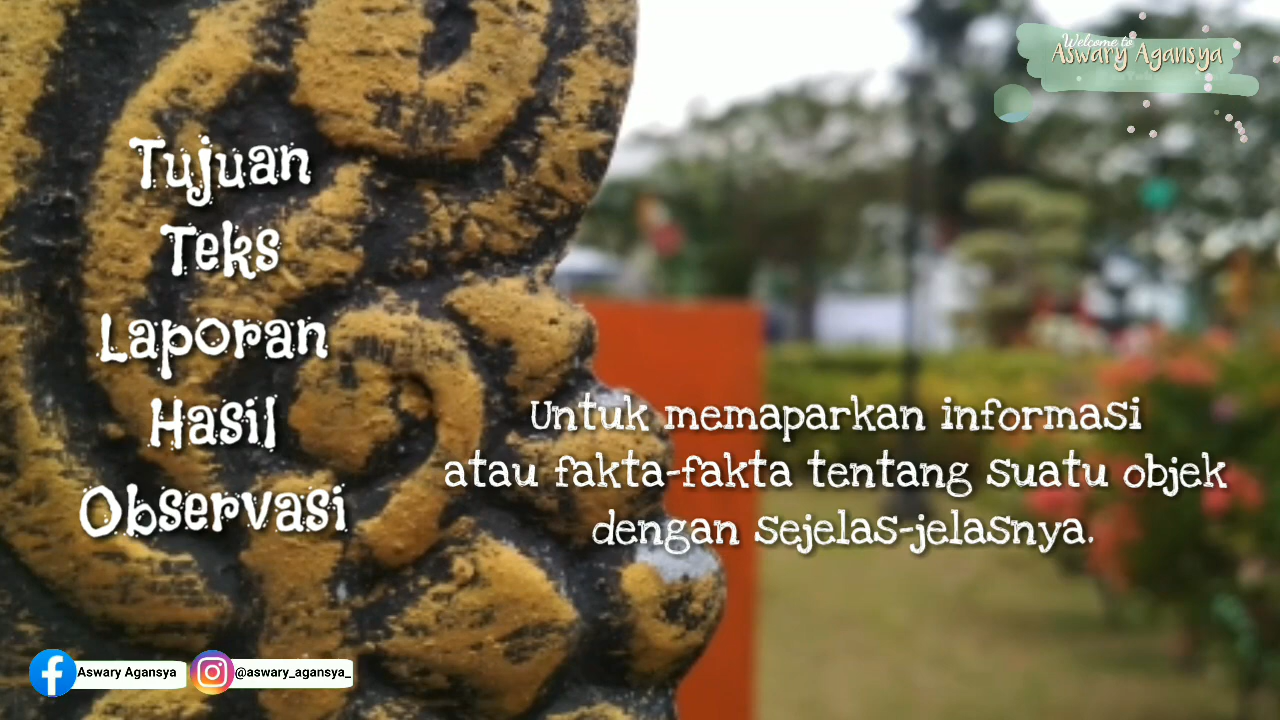 Welcome to
Aswary Agansya
Tujuan
Teks
Laporan
Hasil
Observasi
Untuk memaparkan informasi
atau fakta-fakta tentang suatu objek
dengan sejelas-jelasnya.
Aswary Agansya
@aswary_agansya_